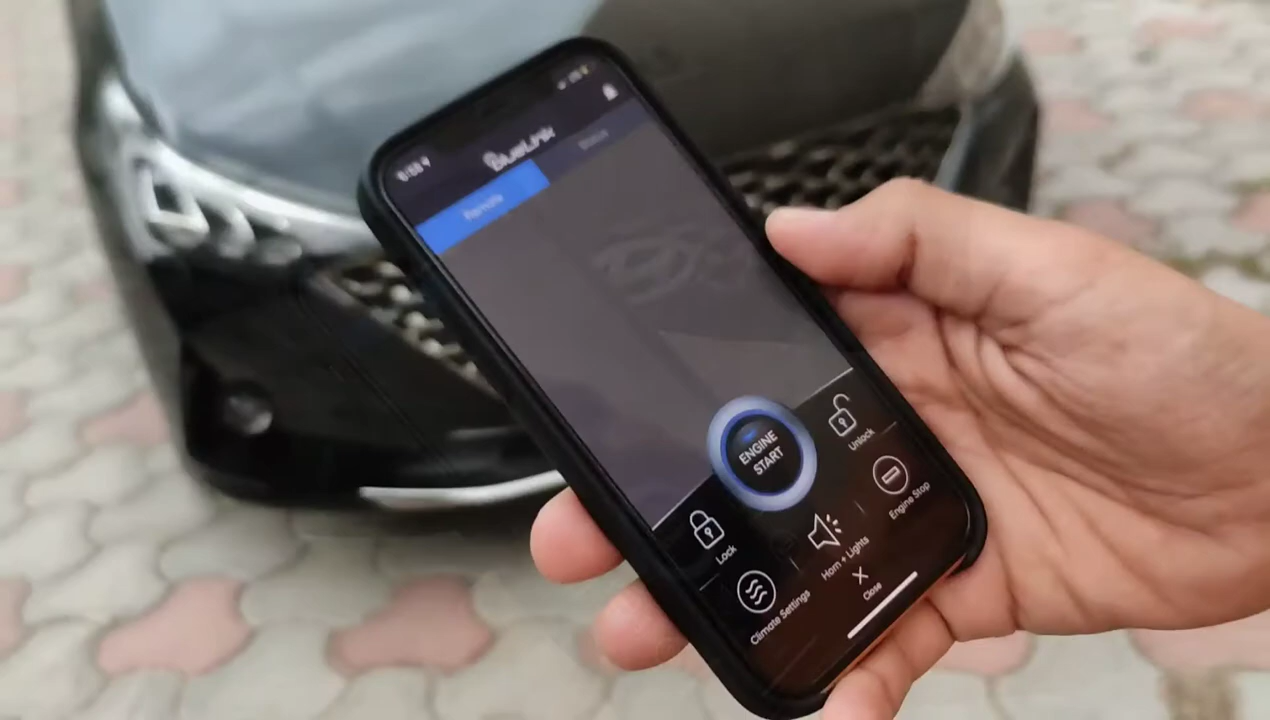 BlueLink
Remote
Status
ENGINE
START
Unlock
Lock
Engine Stop
Horn + Lights
Climate Settings
Close